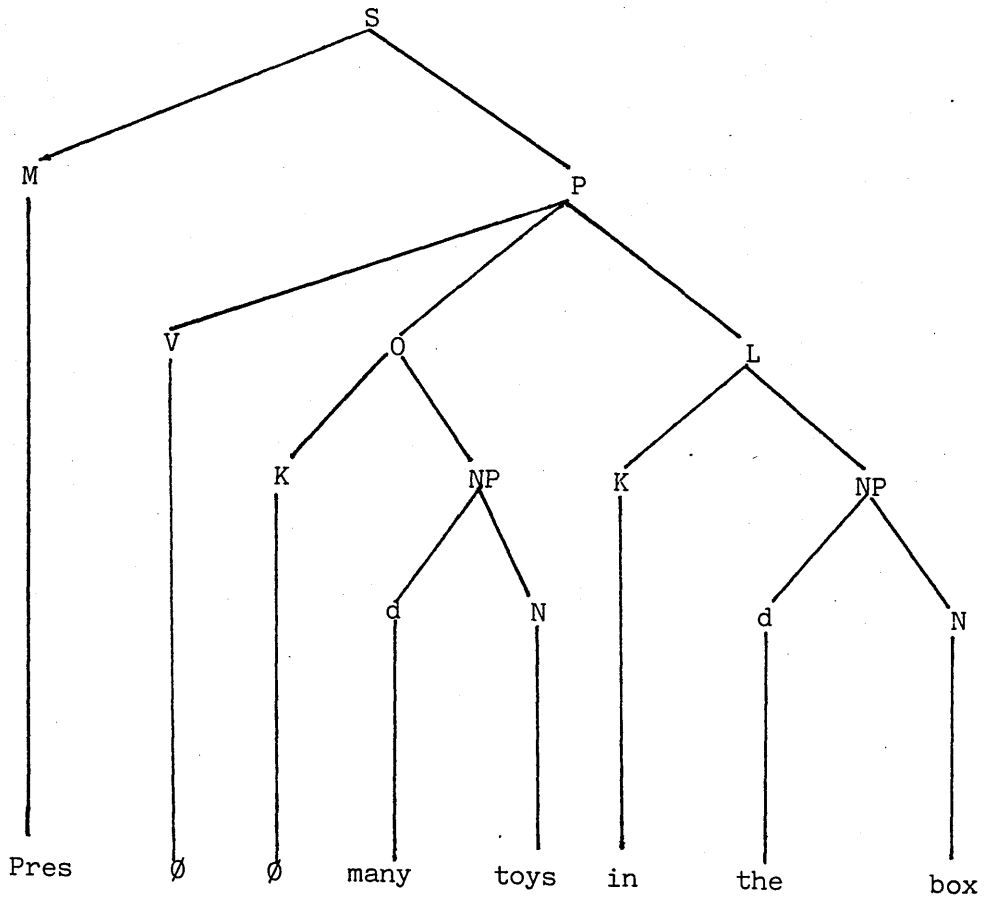 S
M P
V O L
K NP K NP
d N d N
Pres Ø Ø many toys in the box